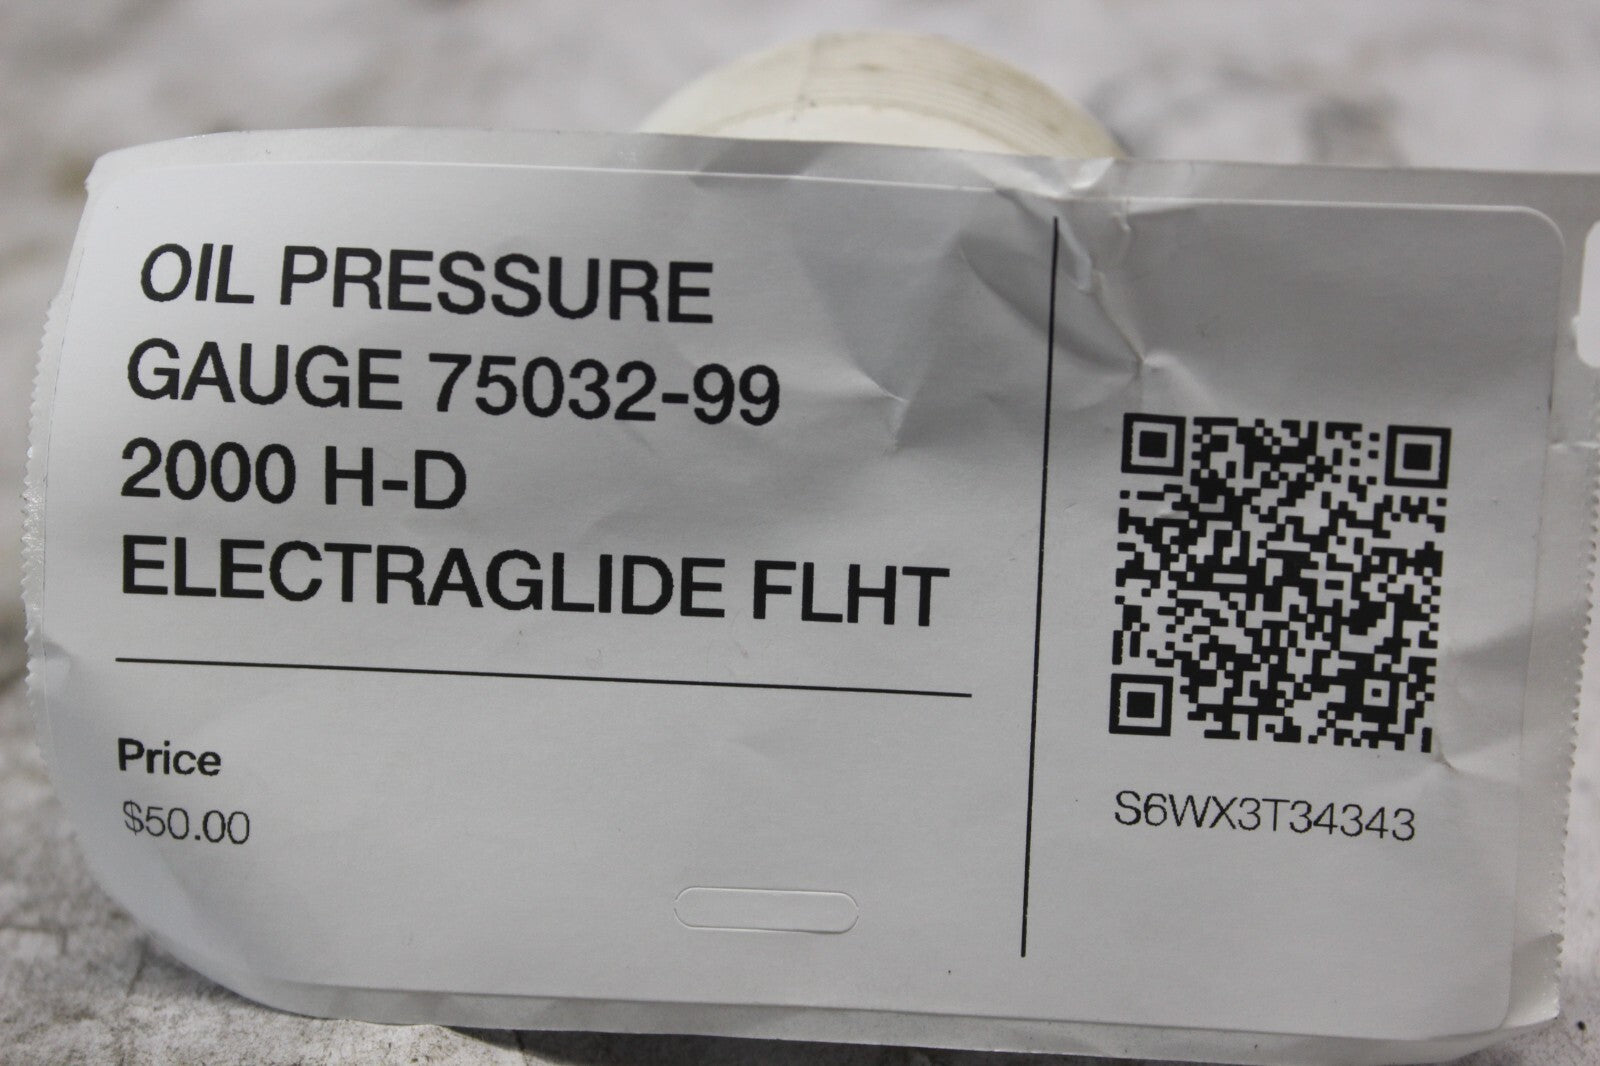 OIL PRESSURE
GAUGE 75032-99
2000 H-D
ELECTRAGLIDE FLHT
Price
$50.00
S6WX3T34343